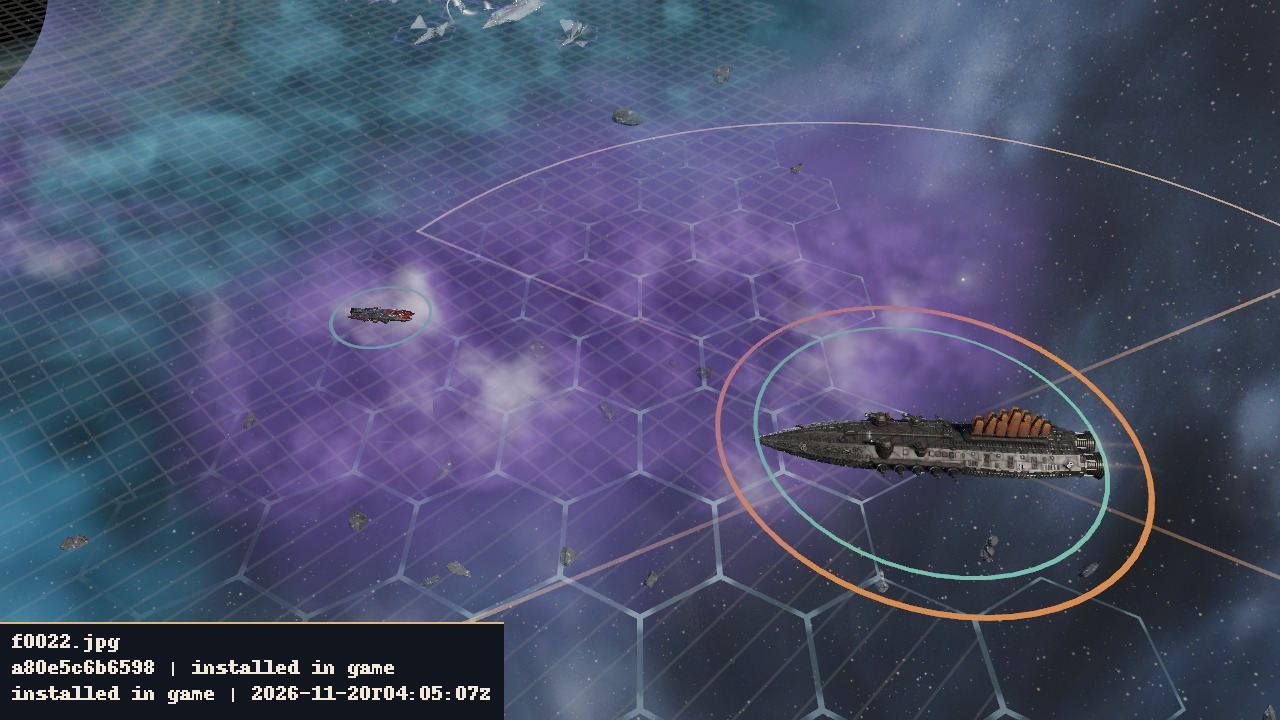 f0022.jpg
a80e5c6b6598 | installed in game
installed in game | 2026-11-20T04:05:07Z